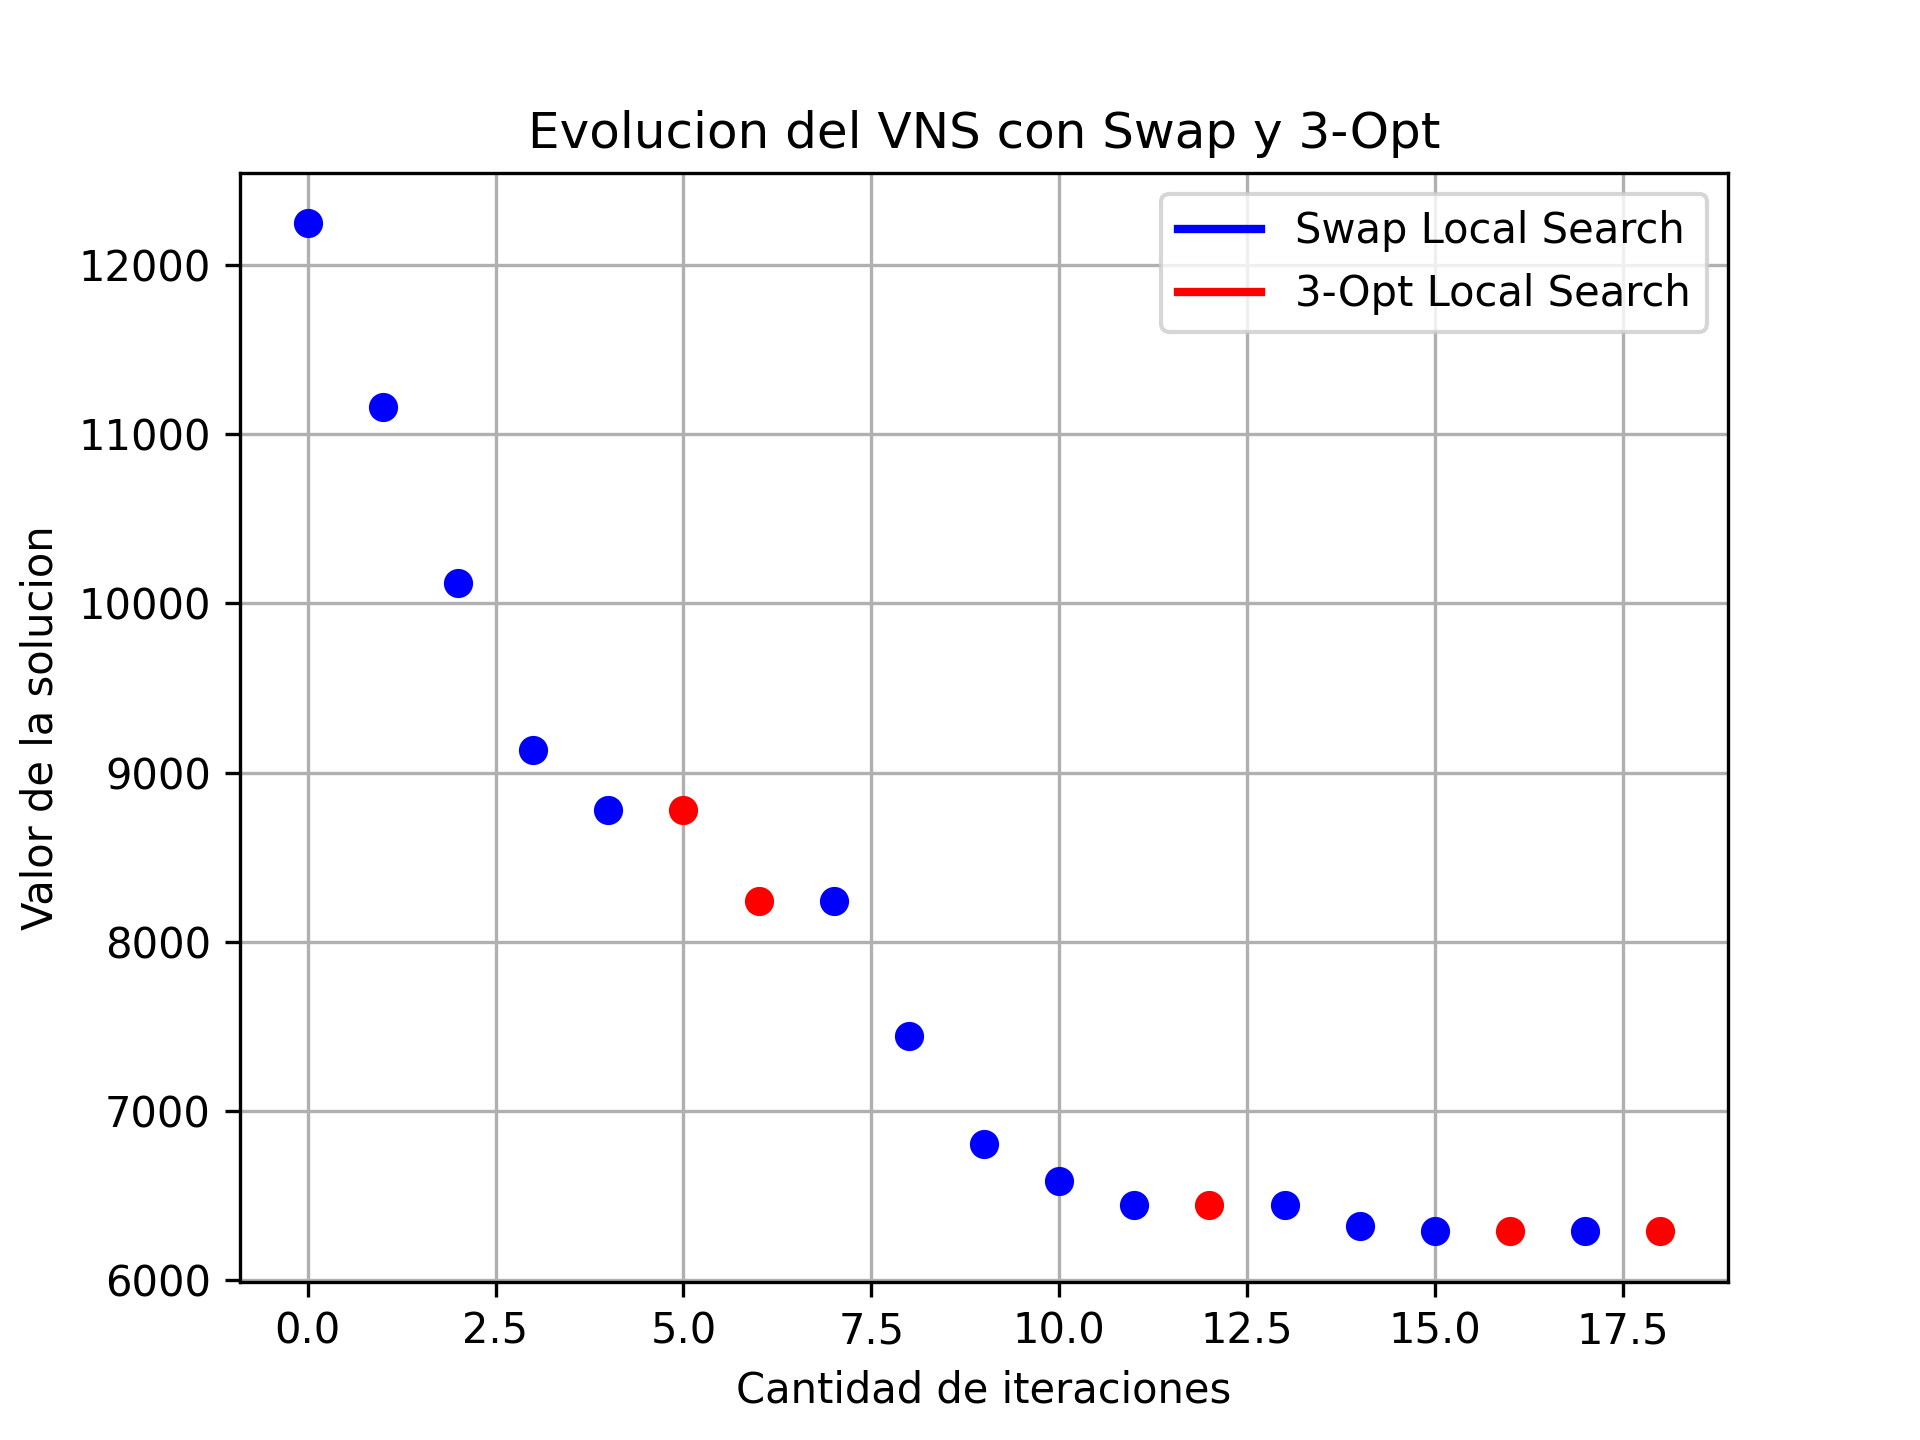 Evolucion del VNS con Swap y 3-Opt
Swap Local Search
3-Opt Local Search
Valor de la solucion
12000
11000
10000
9000
8000
7000
6000
0.0 2.5 5.0 7.5 10.0 12.5 15.0 17.5
Cantidad de iteraciones